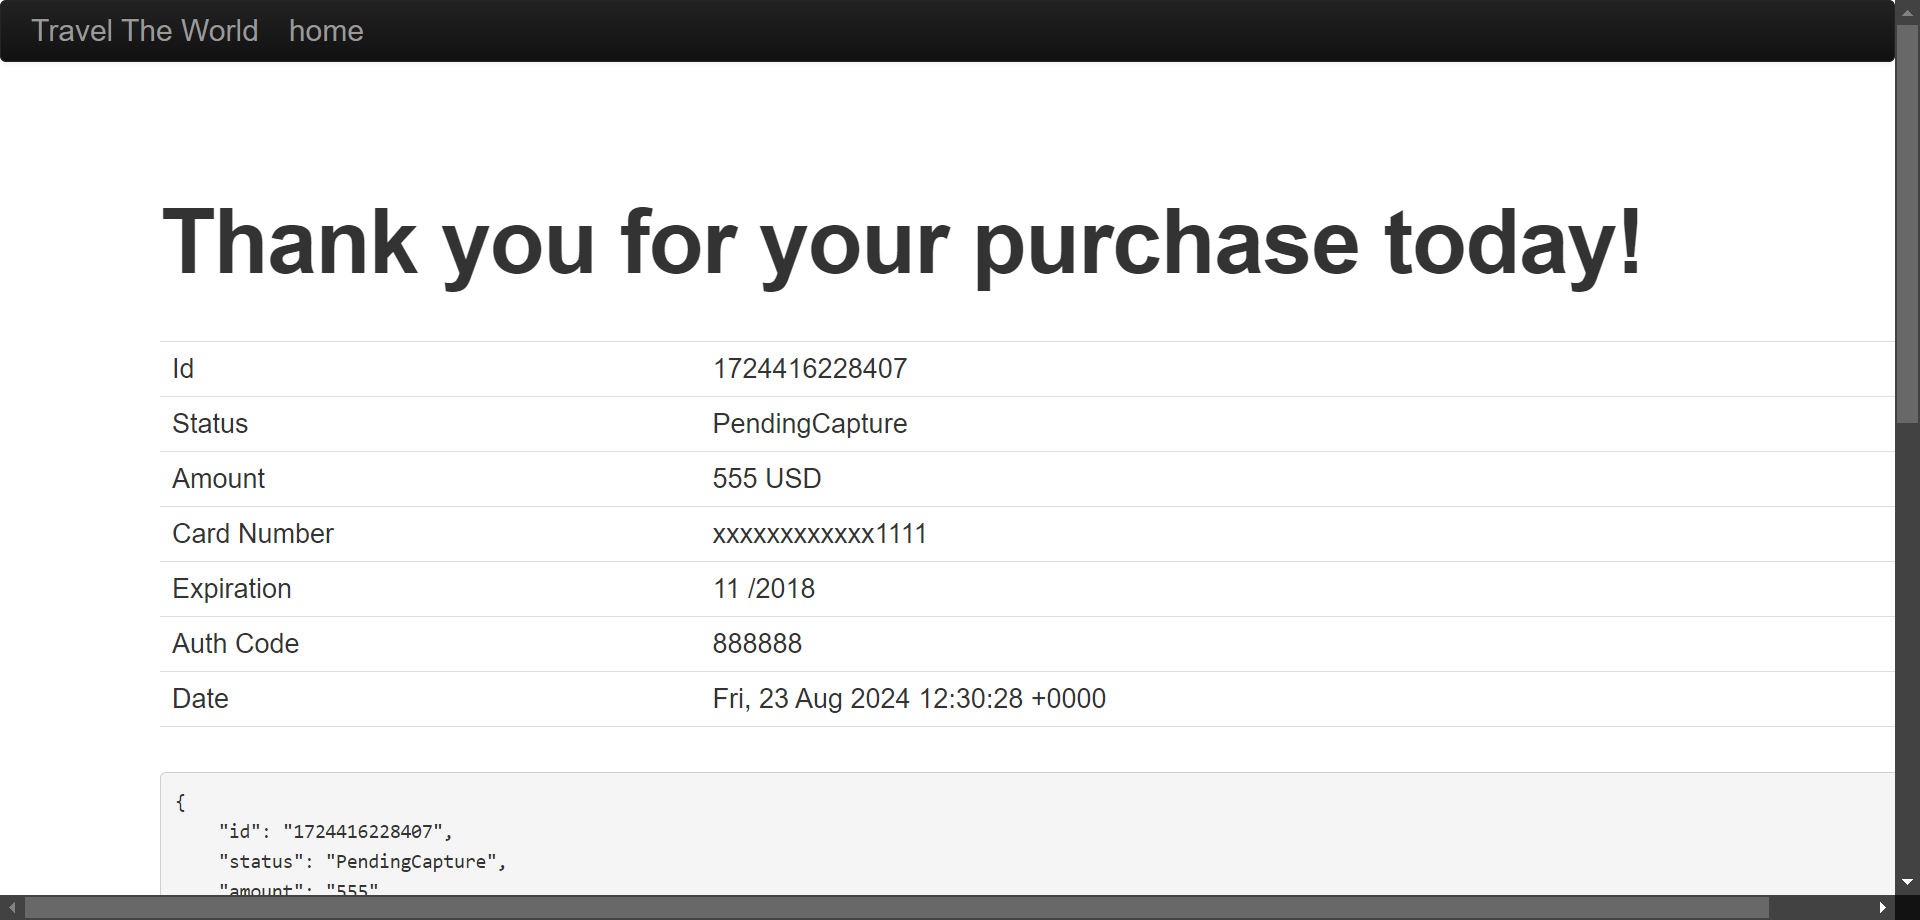 Travel The World home
Thank you for your purchase today!
Id 1724416228407
Status PendingCapture
Amount 555 USD
Card Number xxxxxxxxxxxx1111
Expiration 11 /2018
Auth Code 888888
Date Fri, 23 Aug 2024 12:30:28 +0000
{
"id": "1724416228407",
"status": "PendingCapture",
"amount": "555"